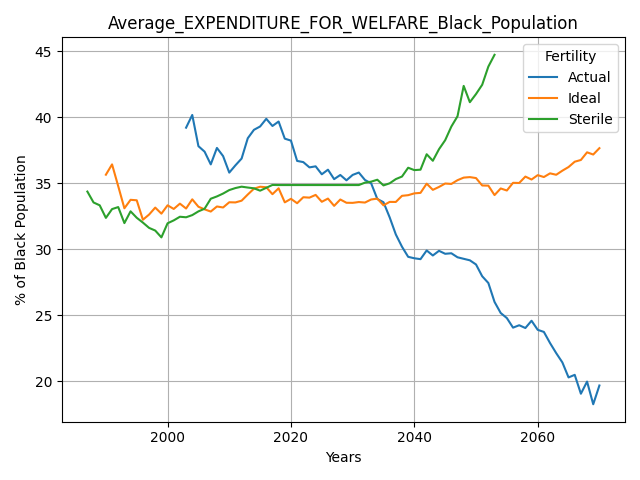 Average_EXPENDITURE_FOR_WELFARE_Black_Population
Fertility
Actual
Ideal
Sterile
% of Black Population
45
40
35
30
25
20
2000
2020
2040
2060
Years